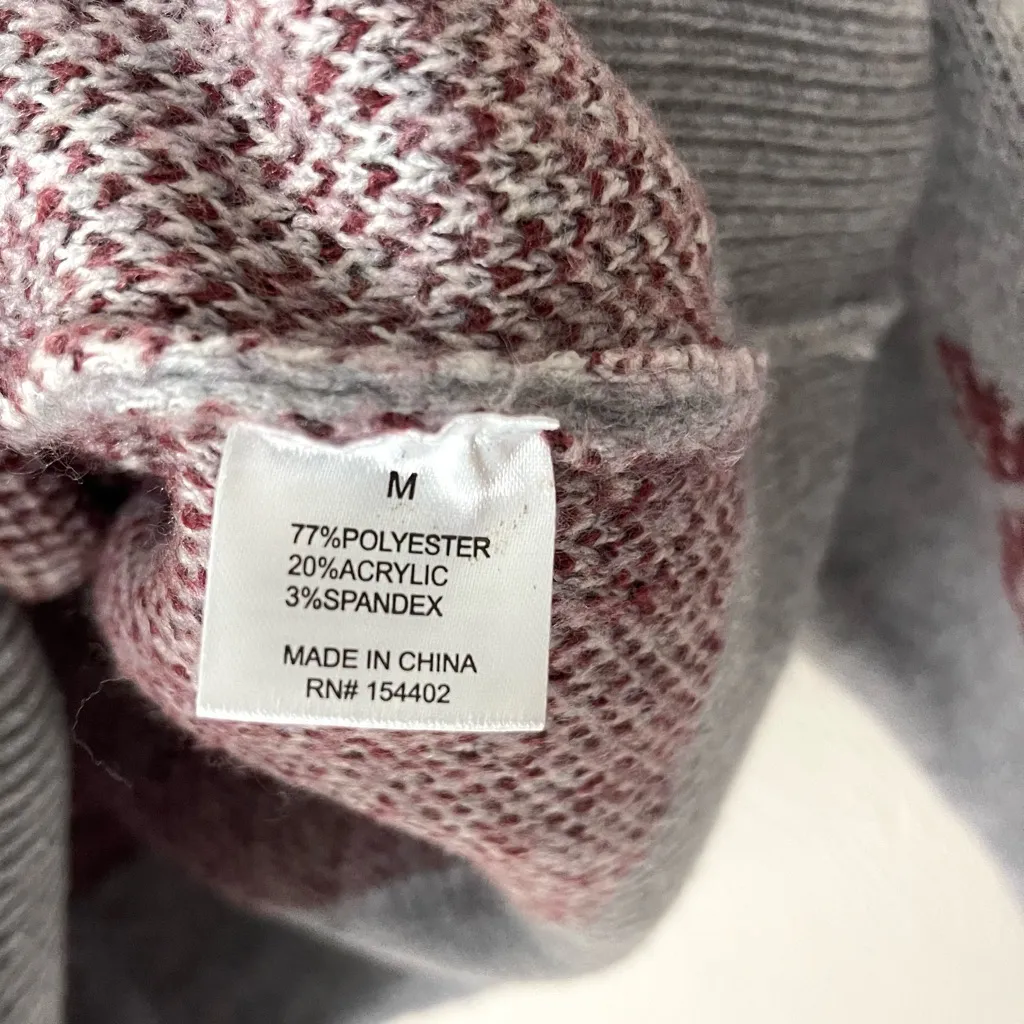 M
77%POLYESTER
20%ACRYLIC
3%SPANDEX
MADE IN CHINA
RN# 154402